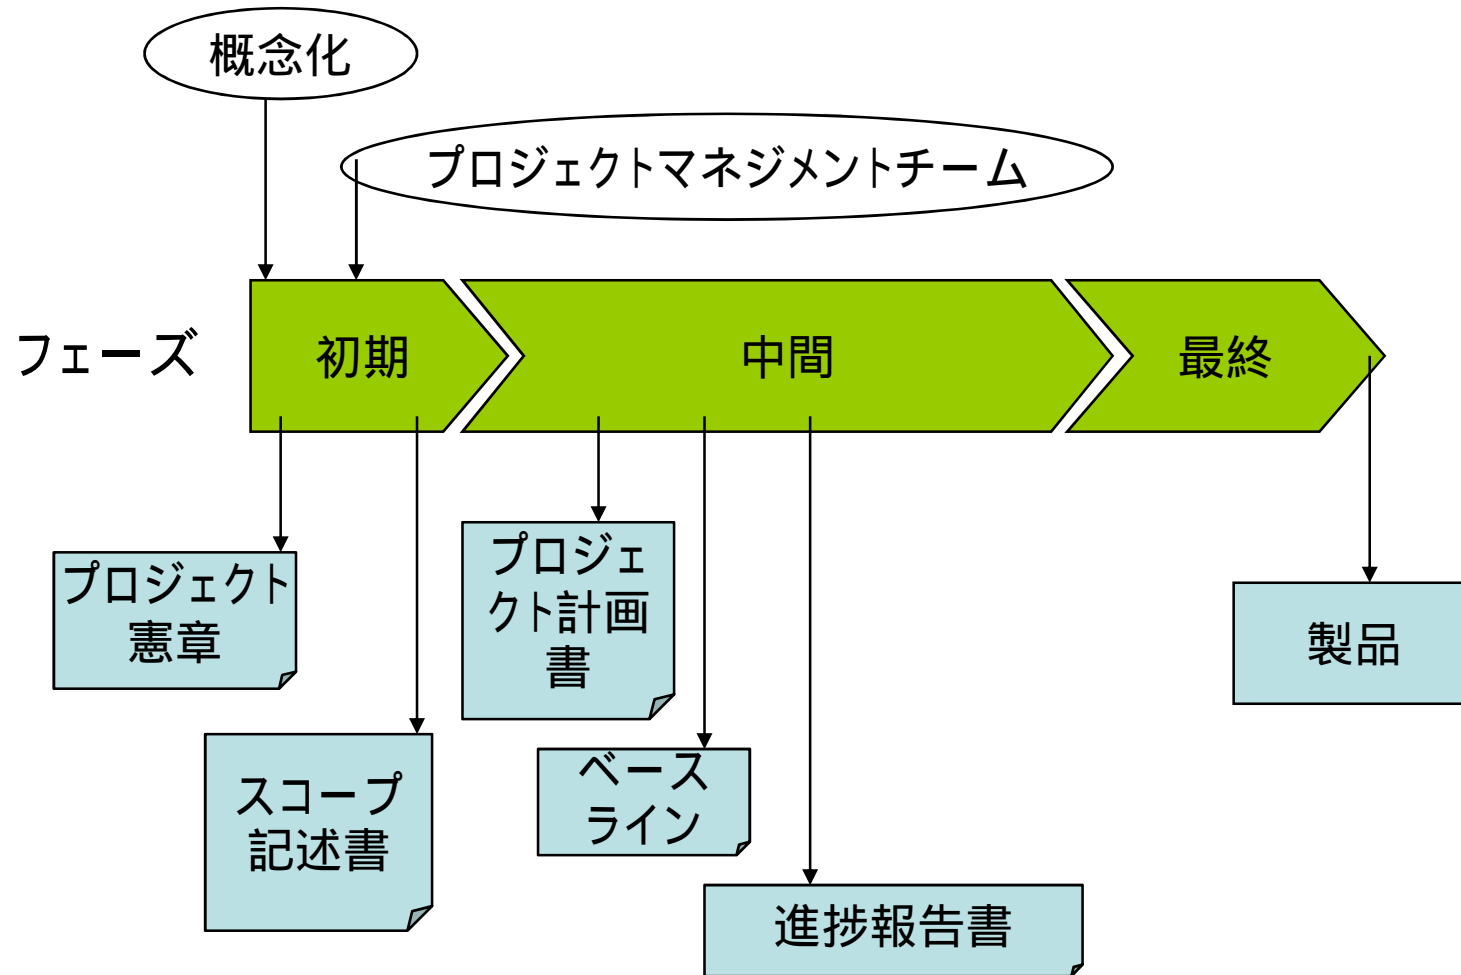 概念化
プロジェクトマネジメントチーム
フェーズ
初期
中間
最終
プロジェクト
憲章
プロジェ
クト計画
書
製品
スコープ
記述書
ベース
ライン
進捗報告書